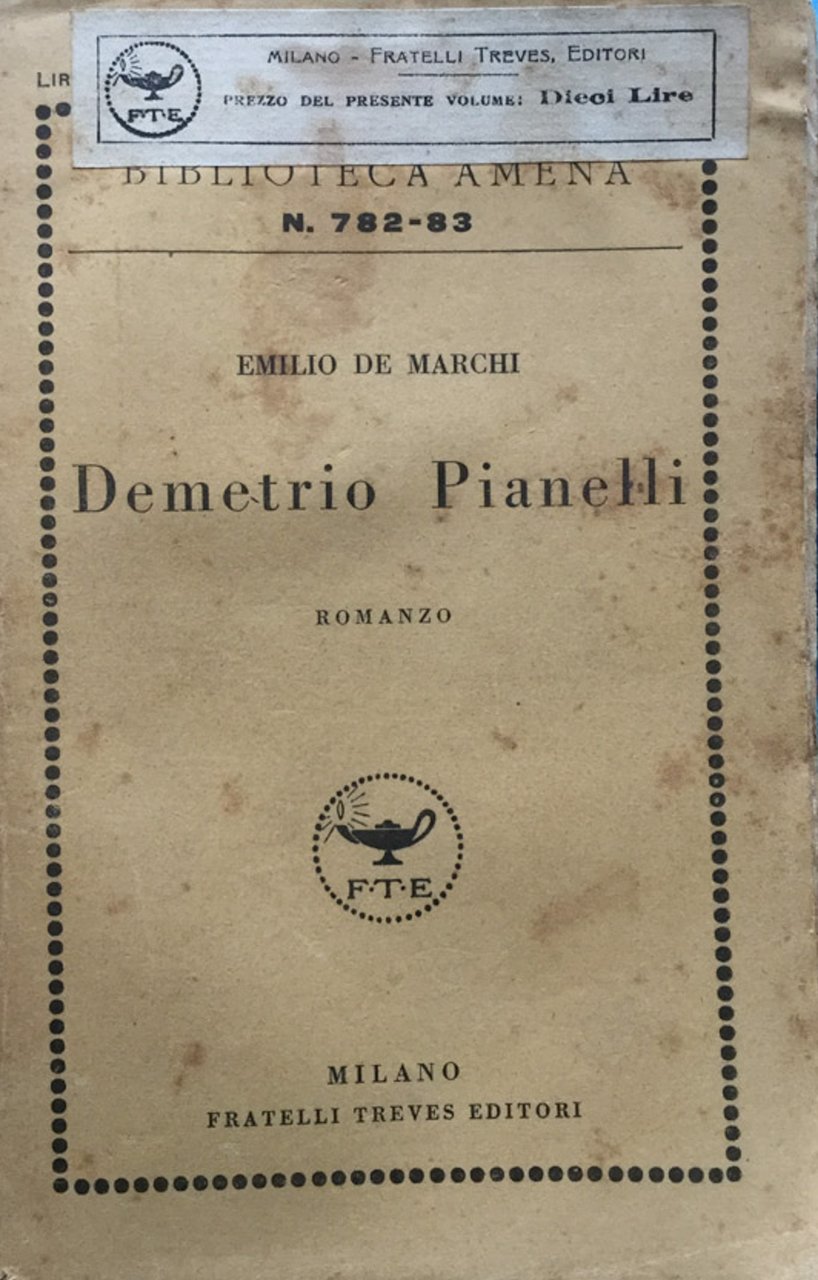 MILANO - FRATELLI TREVES, EDITORI
PREZZO DEL PRESENTE VOLUME: Dieci Lire
F·T·E
LIR
BIBLIOTECA AMENA
N. 782-83
EMILIO DE MARCHI
Demetrio Pianelli
ROMANZO
F·T·E
MILANO
FRATELLI TREVES EDITORI